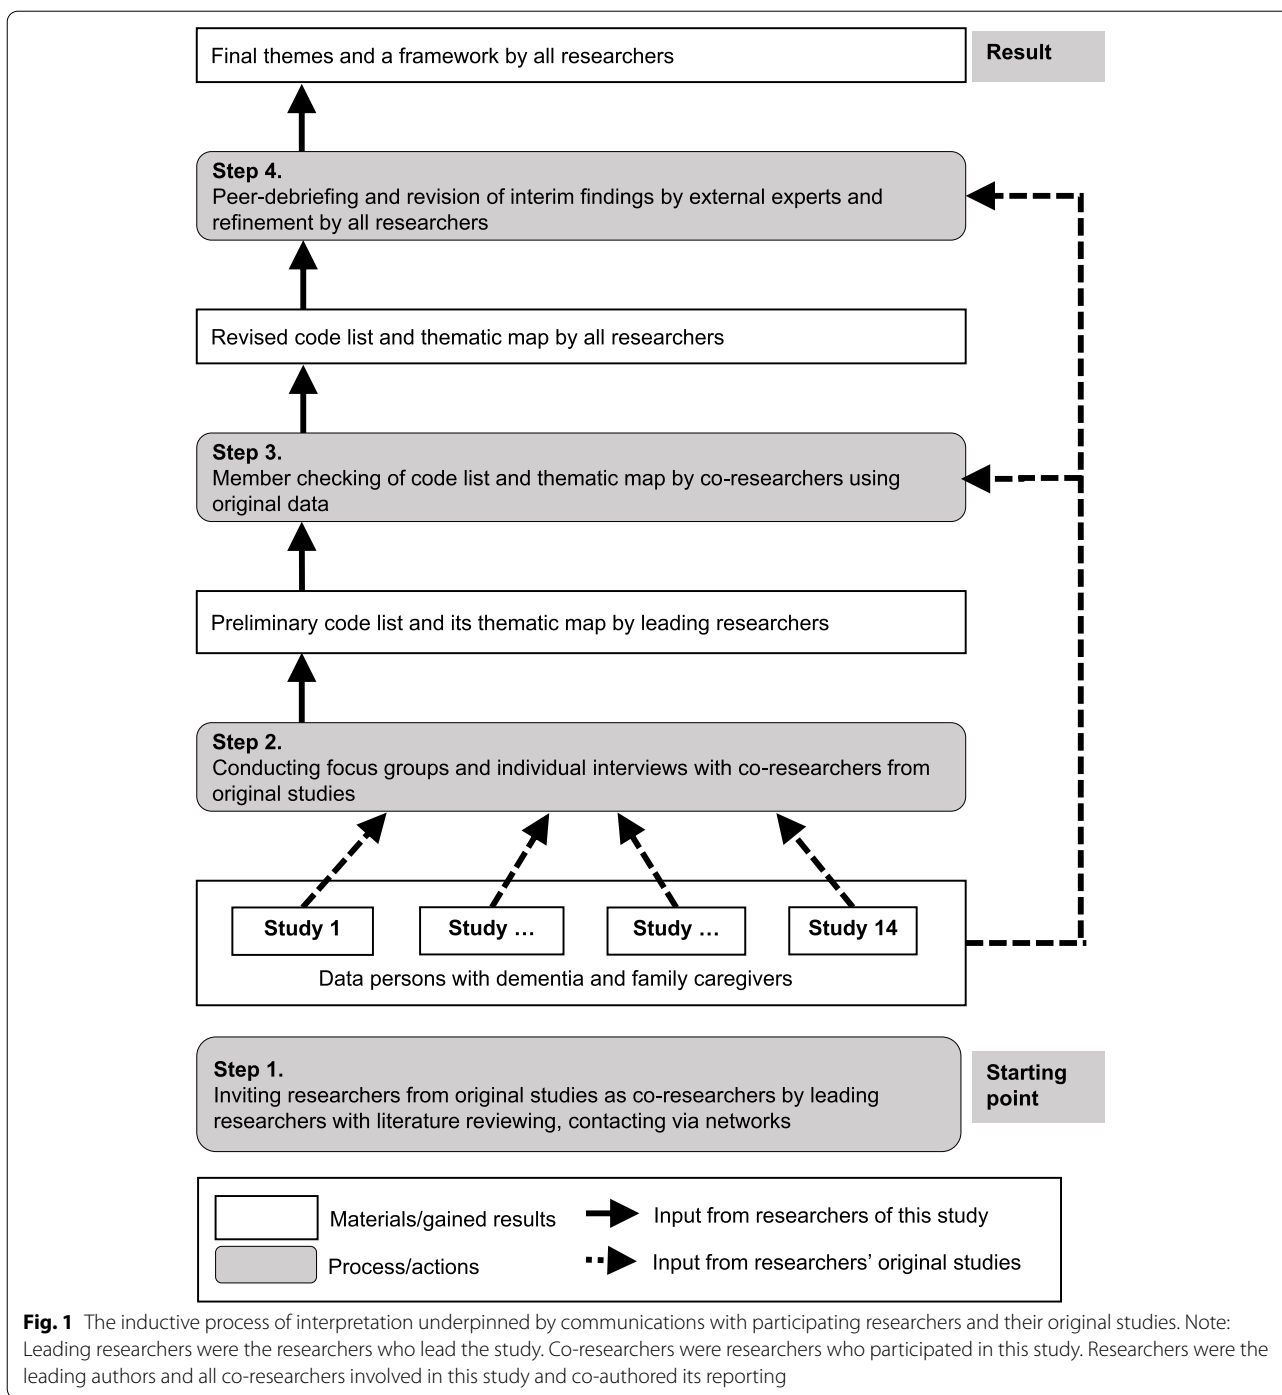 Final themes and a framework by all researchers
Result
Step 4.
Peer-debriefing and revision of interim findings by external experts and
refinement by all researchers
Revised code list and thematic map by all researchers
Step 3.
Member checking of code list and thematic map by co-researchers using
original data
Preliminary code list and its thematic map by leading researchers
Step 2.
Conducting focus groups and individual interviews with co-researchers from
original studies
Study 1
Study ...
Study ...
Study 14
Data persons with dementia and family caregivers
Step 1.
Inviting researchers from original studies as co-researchers by leading
researchers with literature reviewing, contacting via networks
Starting
point
Materials/gained results
Input from researchers of this study
Process/actions
Input from researchers' original studies
Fig. 1 The inductive process of interpretation underpinned by communications with participating researchers and their original studies. Note:
Leading researchers were the researchers who lead the study. Co-researchers were researchers who participated in this study. Researchers were the
leading authors and all co-researchers involved in this study and co-authored its reporting